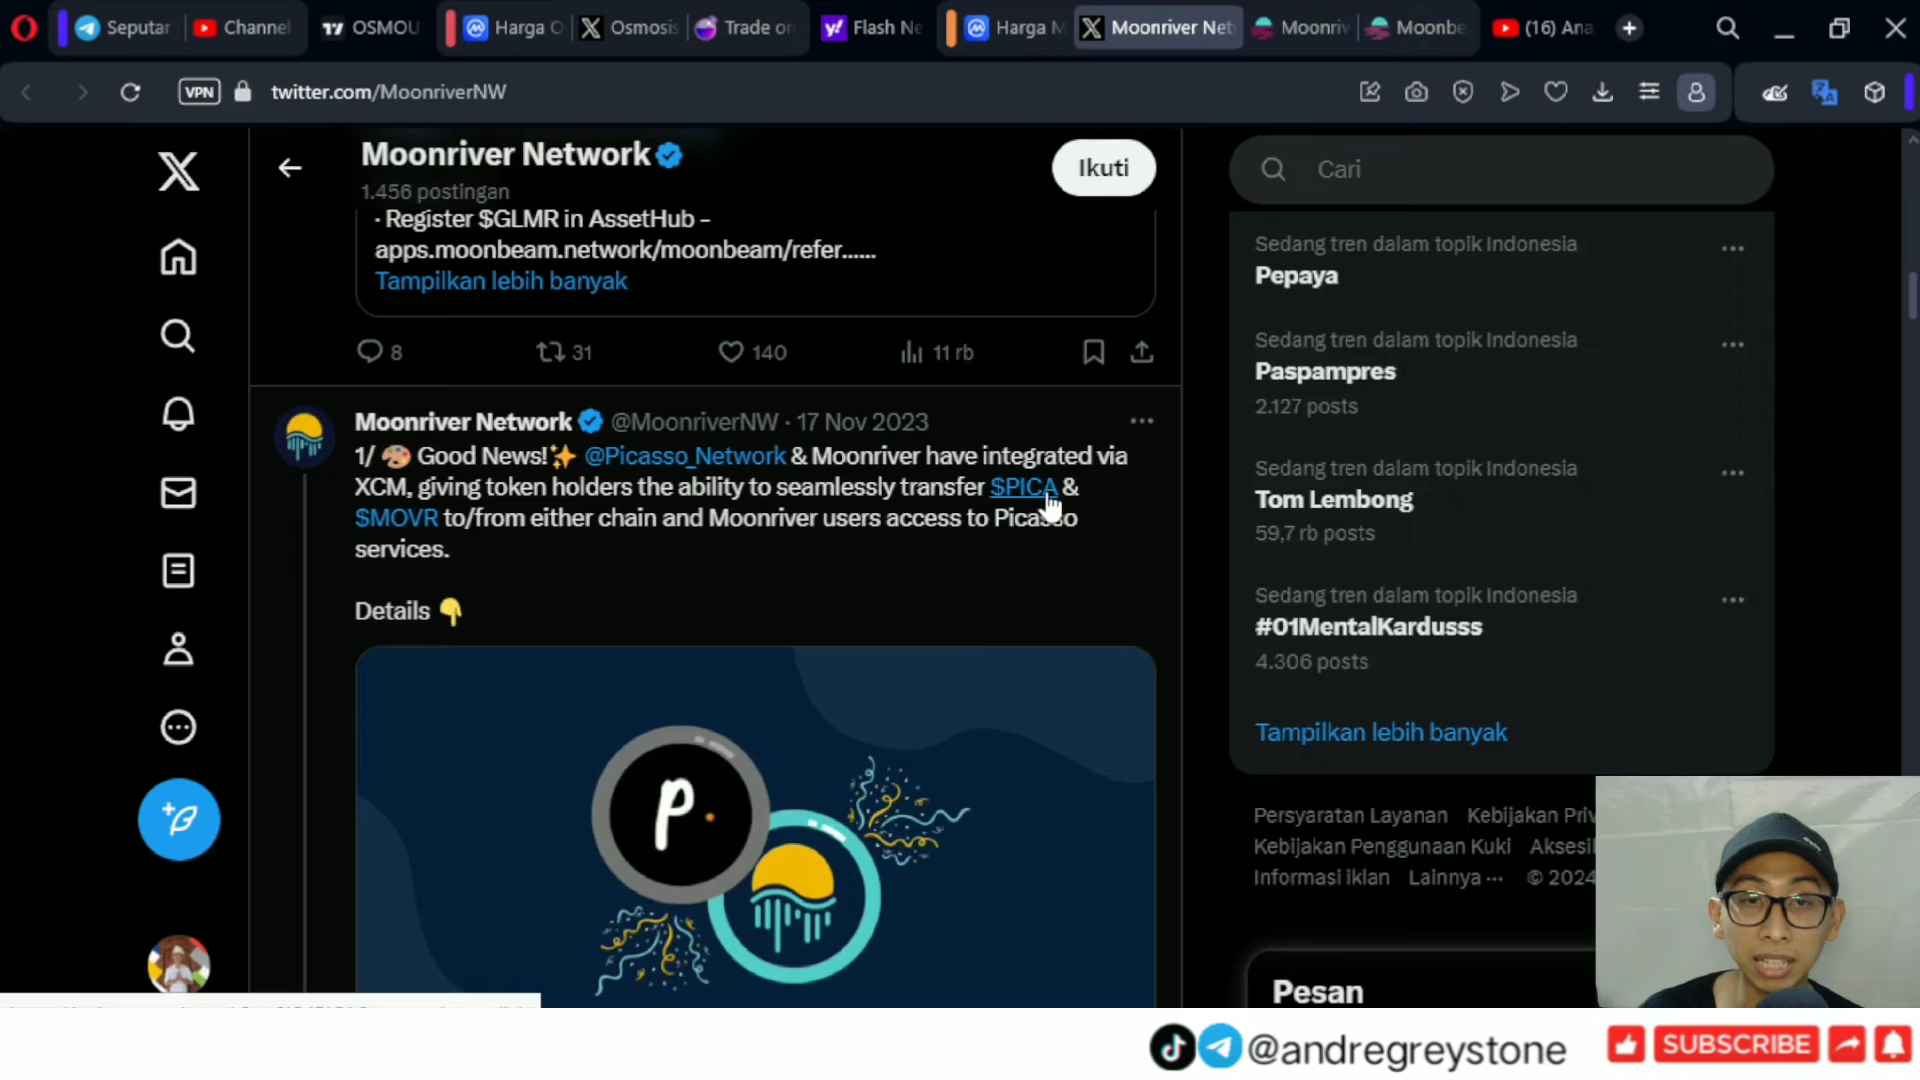 Seputar
Channel
OSMOU
Harga O
Osmosis
Trade on
Flash Ne
Harga M
Moonriver Net
Moonriv
Moonbe
(16) Ana
VPN
twitter.com/MoonriverNW
Moonriver Network
1.456 postingan
Ikuti
Cari
· Register $GLMR in AssetHub –
apps.moonbeam.network/moonbeam/refer......
Tampilkan lebih banyak
8
31
140
11 rb
Moonriver Network @MoonriverNW · 17 Nov 2023
1/ 🎨 Good News!✨ @Picasso_Network & Moonriver have integrated via
XCM, giving token holders the ability to seamlessly transfer $PICA &
$MOVR to/from either chain and Moonriver users access to Picasso
services.
Details 👇
Sedang tren dalam topik Indonesia
Pepaya
Sedang tren dalam topik Indonesia
Paspampres
2.127 posts
Sedang tren dalam topik Indonesia
Tom Lembong
59,7 rb posts
Sedang tren dalam topik Indonesia
#01MentalKardusss
4.306 posts
Tampilkan lebih banyak
Persyaratan Layanan Kebijakan Priv
Kebijakan Penggunaan Kuki Aksesi
Informasi Iklan Lainnya ··· © 2024
Pesan
@andregreystone
SUBSCRIBE